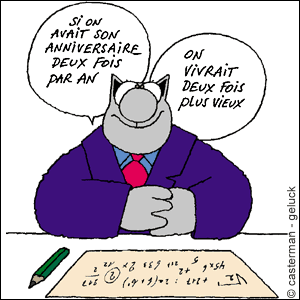 SI ON
AVAIT SON
ANNIVERSAIRE
DEUX FOIS
PAR AN
ON
VIVRAIT
DEUX FOIS
PLUS VIEUX
© casterman - geluck